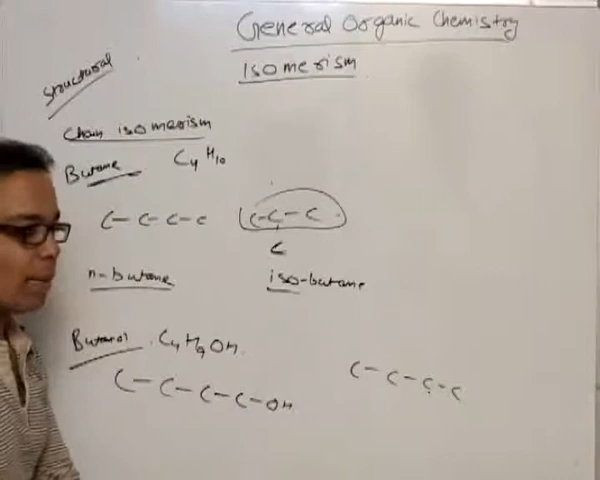 General Organic Chemistry
Isomerism
Structural
Chain isomerism
Butane C4H10
C-C-C-C C-C-C
C
n-butane iso-butane
Butanol C4H9OH
C-C-C-C-OH C-C-C-C